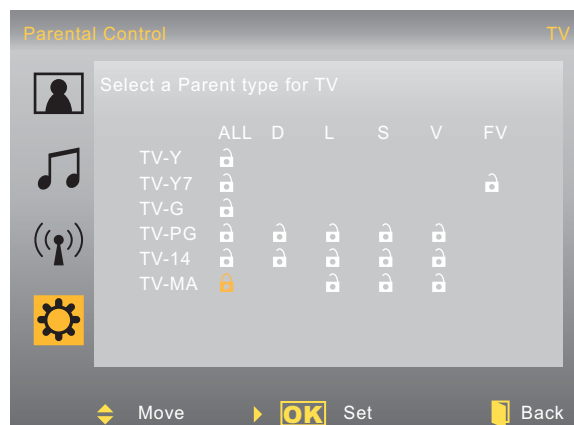 Parental Control TV
Select a Parent type for TV
ALL D L S V FV
TV-Y
TV-Y7
TV-G
TV-PG
TV-14
TV-MA
Move OK Set Back